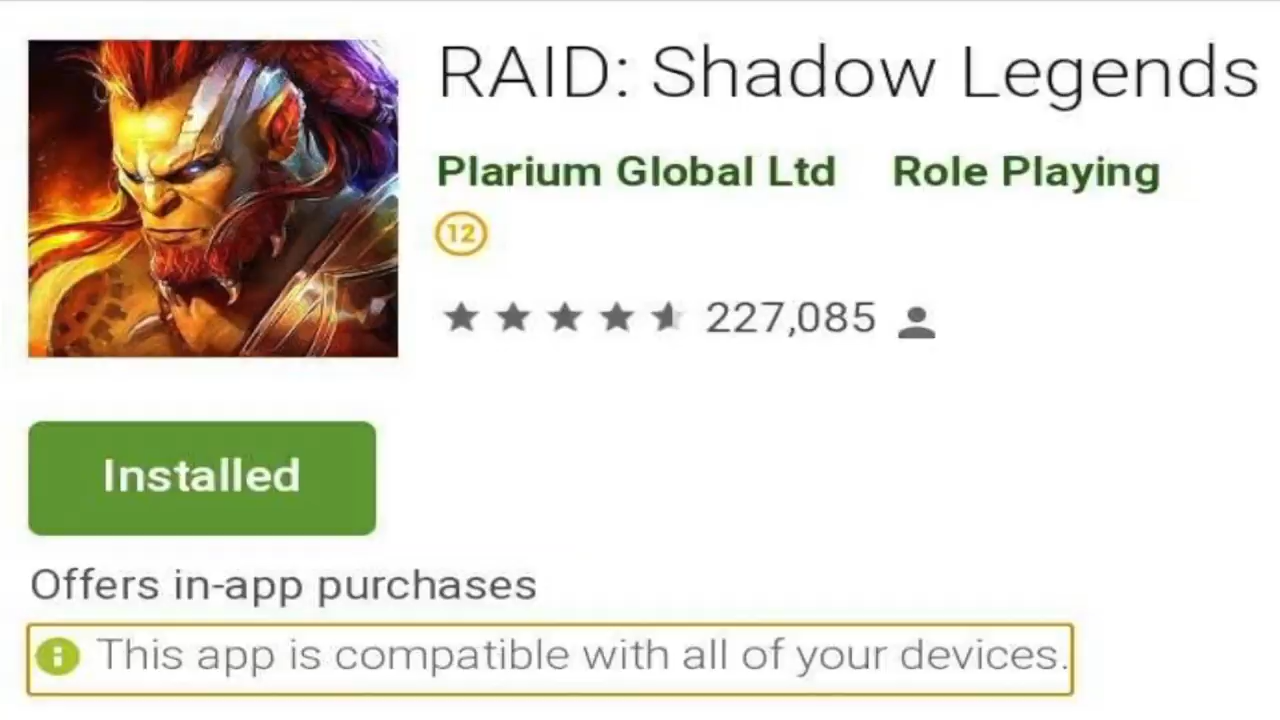 RAID: Shadow Legends
Plarium Global Ltd Role Playing
12
227,085
Installed
Offers in-app purchases
This app is compatible with all of your devices.